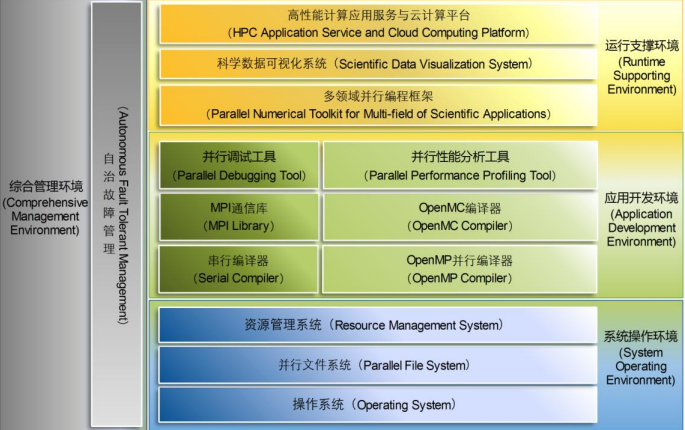 综合管理环境
(Comprehensive
Management
Environment)
自治故障管理
(Autonomous Fault Tolerant Management)
高性能计算应用服务与云计算平台
(HPC Application Service and Cloud Computing Platform)
科学数据可视化系统（Scientific Data Visualization System)
多领域并行编程框架
(Parallel Numerical Toolkit for Multi-field of Scientific Applications)
运行支撑环境
(Runtime
Supporting
Environment)
并行调试工具
(Parallel Debugging Tool)
并行性能分析工具
(Parallel Performance Profiling Tool)
MPI通信库
(MPI Library)
OpenMC编译器
(OpenMC Compiler)
串行编译器
(Serial Compiler)
OpenMP并行编译器
(OpenMP Compiler)
应用开发环境
(Application
Development
Environment)
资源管理系统（Resource Management System）
并行文件系统（Parallel File System）
操作系统（Operating System）
系统操作环境
(System
Operating
Environment)